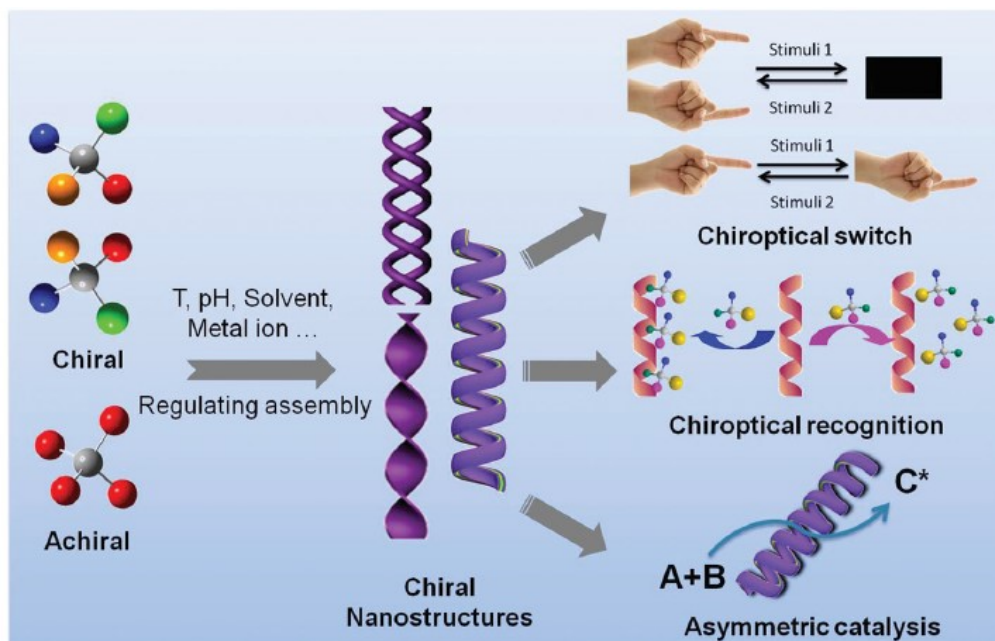 Chiral
Achiral
T, pH, Solvent,
Metal ion ...
Regulating assembly
Chiral
Nanostructures
Stimuli 1
Stimuli 2
Stimuli 1
Stimuli 2
Chiroptical switch
Chiroptical recognition
A+B
C*
Asymmetric catalysis